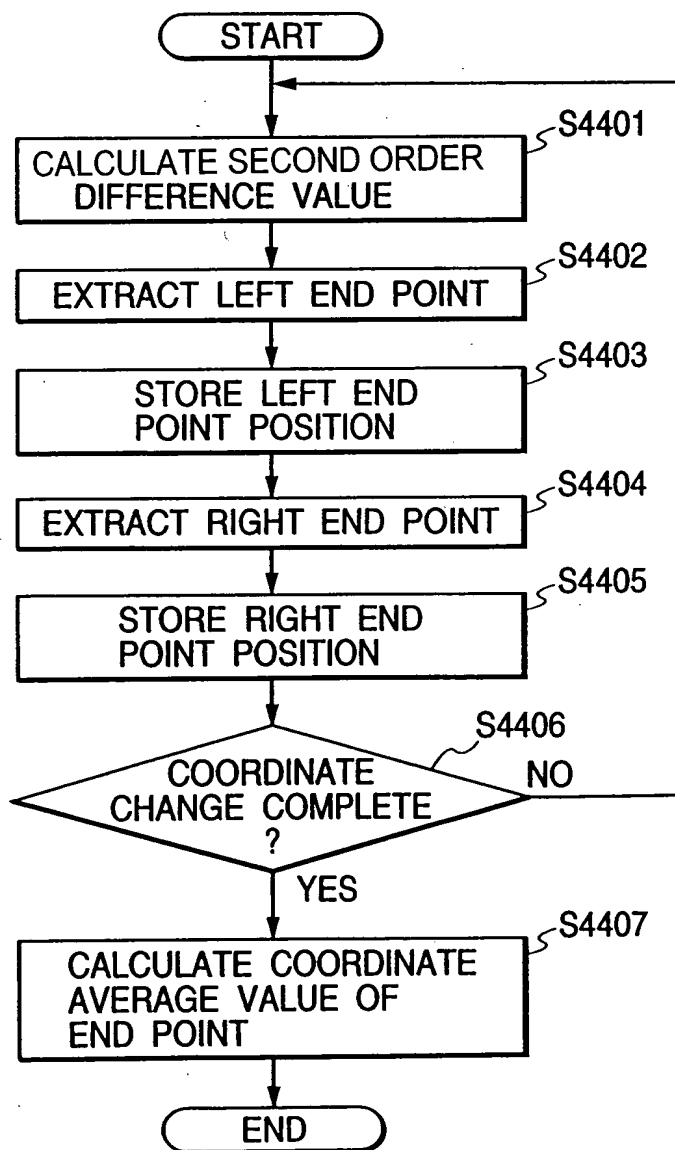 START
S4401
CALCULATE SECOND ORDER
DIFFERENCE VALUE
S4402
EXTRACT LEFT END POINT
S4403
STORE LEFT END
POINT POSITION
S4404
EXTRACT RIGHT END POINT
S4405
STORE RIGHT END
POINT POSITION
S4406
COORDINATE
CHANGE COMPLETE
?
NO
YES
S4407
CALCULATE COORDINATE
AVERAGE VALUE OF
END POINT
END